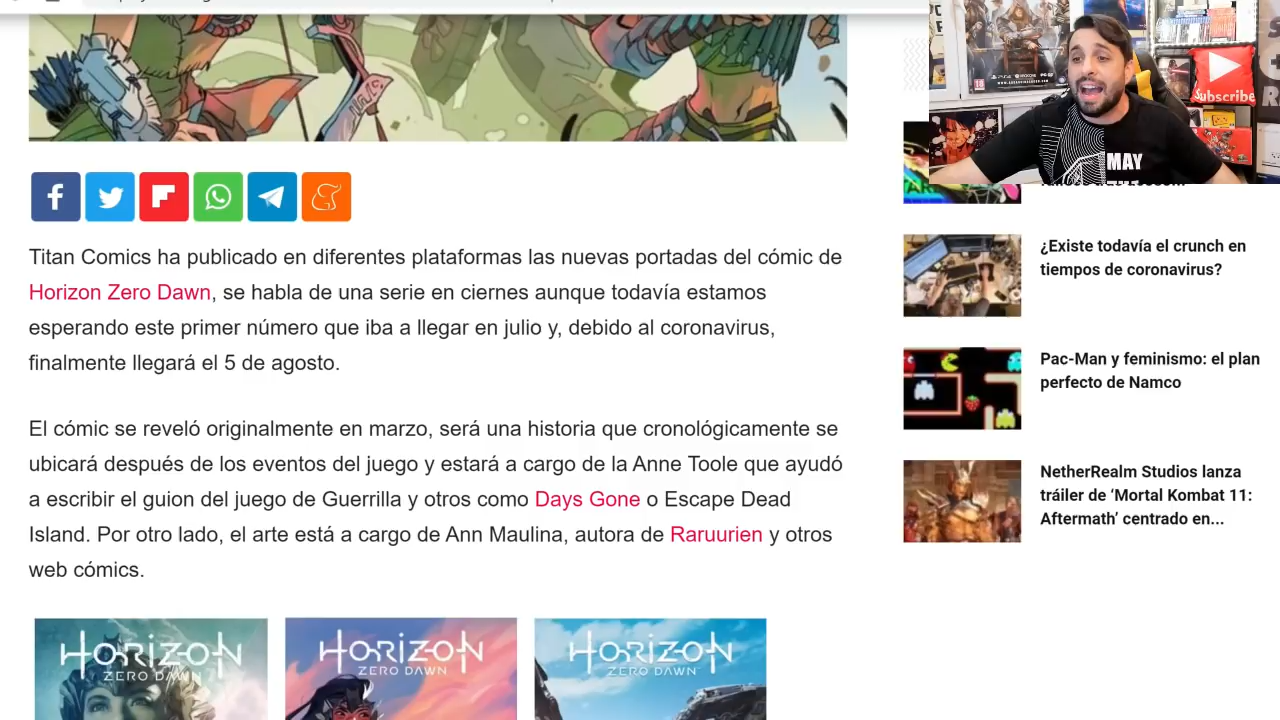 Titan Comics ha publicado en diferentes plataformas las nuevas portadas del cómic de
Horizon Zero Dawn, se habla de una serie en ciernes aunque todavía estamos
esperando este primer número que iba a llegar en julio y, debido al coronavirus,
finalmente llegará el 5 de agosto.
El cómic se reveló originalmente en marzo, será una historia que cronológicamente se
ubicará después de los eventos del juego y estará a cargo de la Anne Toole que ayudó
a escribir el guion del juego de Guerrilla y otros como Days Gone o Escape Dead
Island. Por otro lado, el arte está a cargo de Ann Maulina, autora de Raruurien y otros
web cómics.
HORIZON
ZERO DAWN
HORIZON
ZERO DAWN
HORIZON
ZERO DAWN
Subscribe
MAY
¿Existe todavía el crunch en
tiempos de coronavirus?
Pac-Man y feminismo: el plan
perfecto de Namco
NetherRealm Studios lanza
tráiler de ‘Mortal Kombat 11:
Aftermath’ centrado en...